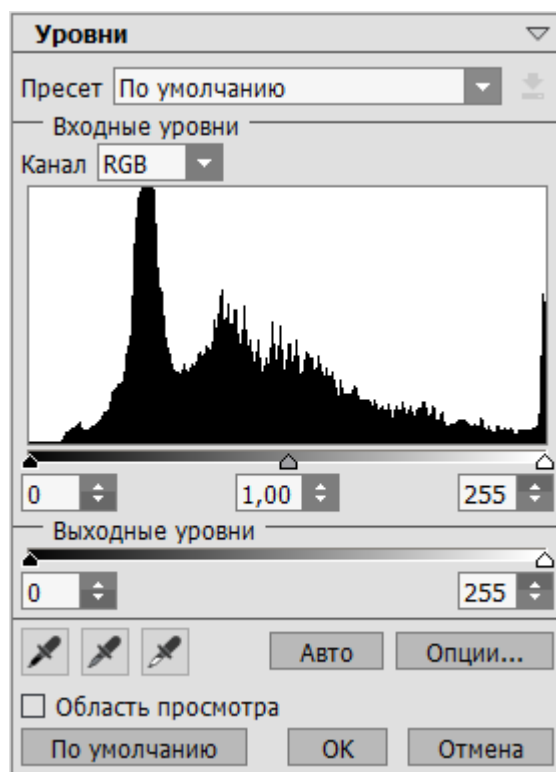 Уровни
Пресет По умолчанию
Входные уровни
Канал RGB
0 1,00 255
Выходные уровни
0 255
Авто Опции...
Область просмотра
По умолчанию OK Отмена